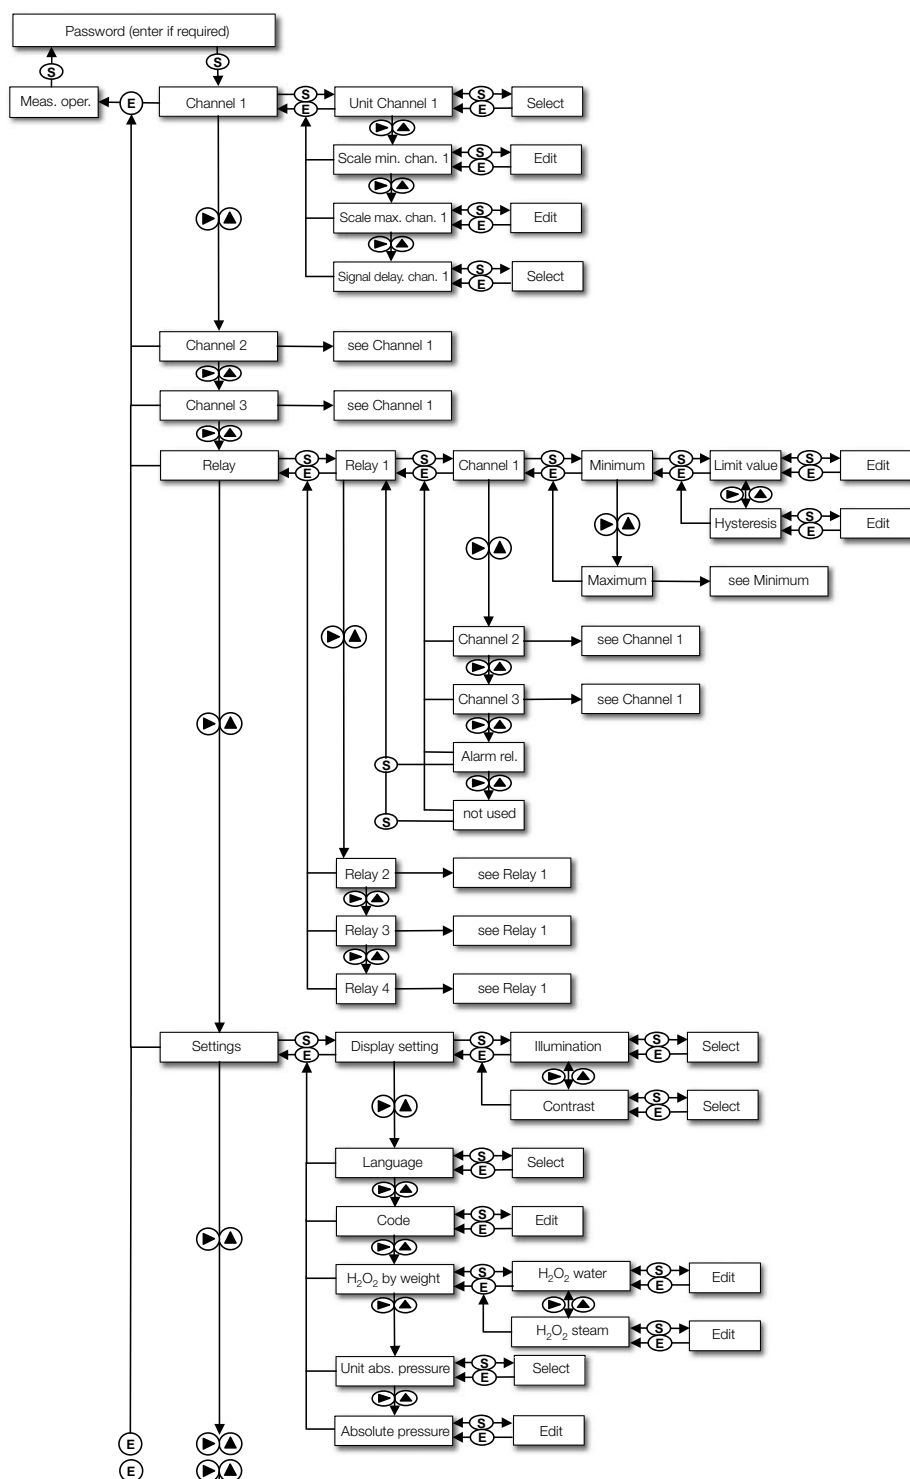 Password (enter if required)
S
S
Meas. oper.
E
Channel 1
S
E
Unit Channel 1
S
E
Select
Scale min. chan. 1
S
E
Edit
Scale max. chan. 1
S
E
Edit
Signal delay. chan. 1
S
E
Select
Channel 2
see Channel 1
Channel 3
see Channel 1
Relay
S
E
Relay 1
S
E
Channel 1
S
E
Minimum
S
E
Limit value
S
E
Edit
Hysteresis
S
E
Edit
Maximum
see Minimum
Channel 2
see Channel 1
Channel 3
see Channel 1
Alarm rel.
S
not used
S
Relay 2
see Relay 1
Relay 3
see Relay 1
Relay 4
see Relay 1
Settings
S
E
Display setting
S
E
Illumination
S
E
Select
Contrast
S
E
Select
Language
S
E
Select
Code
S
E
Edit
H₂O₂ by weight
S
E
H₂O₂ water
S
E
Edit
H₂O₂ steam
S
E
Edit
Unit abs. pressure
S
E
Select
Absolute pressure
S
E
Edit
E
E